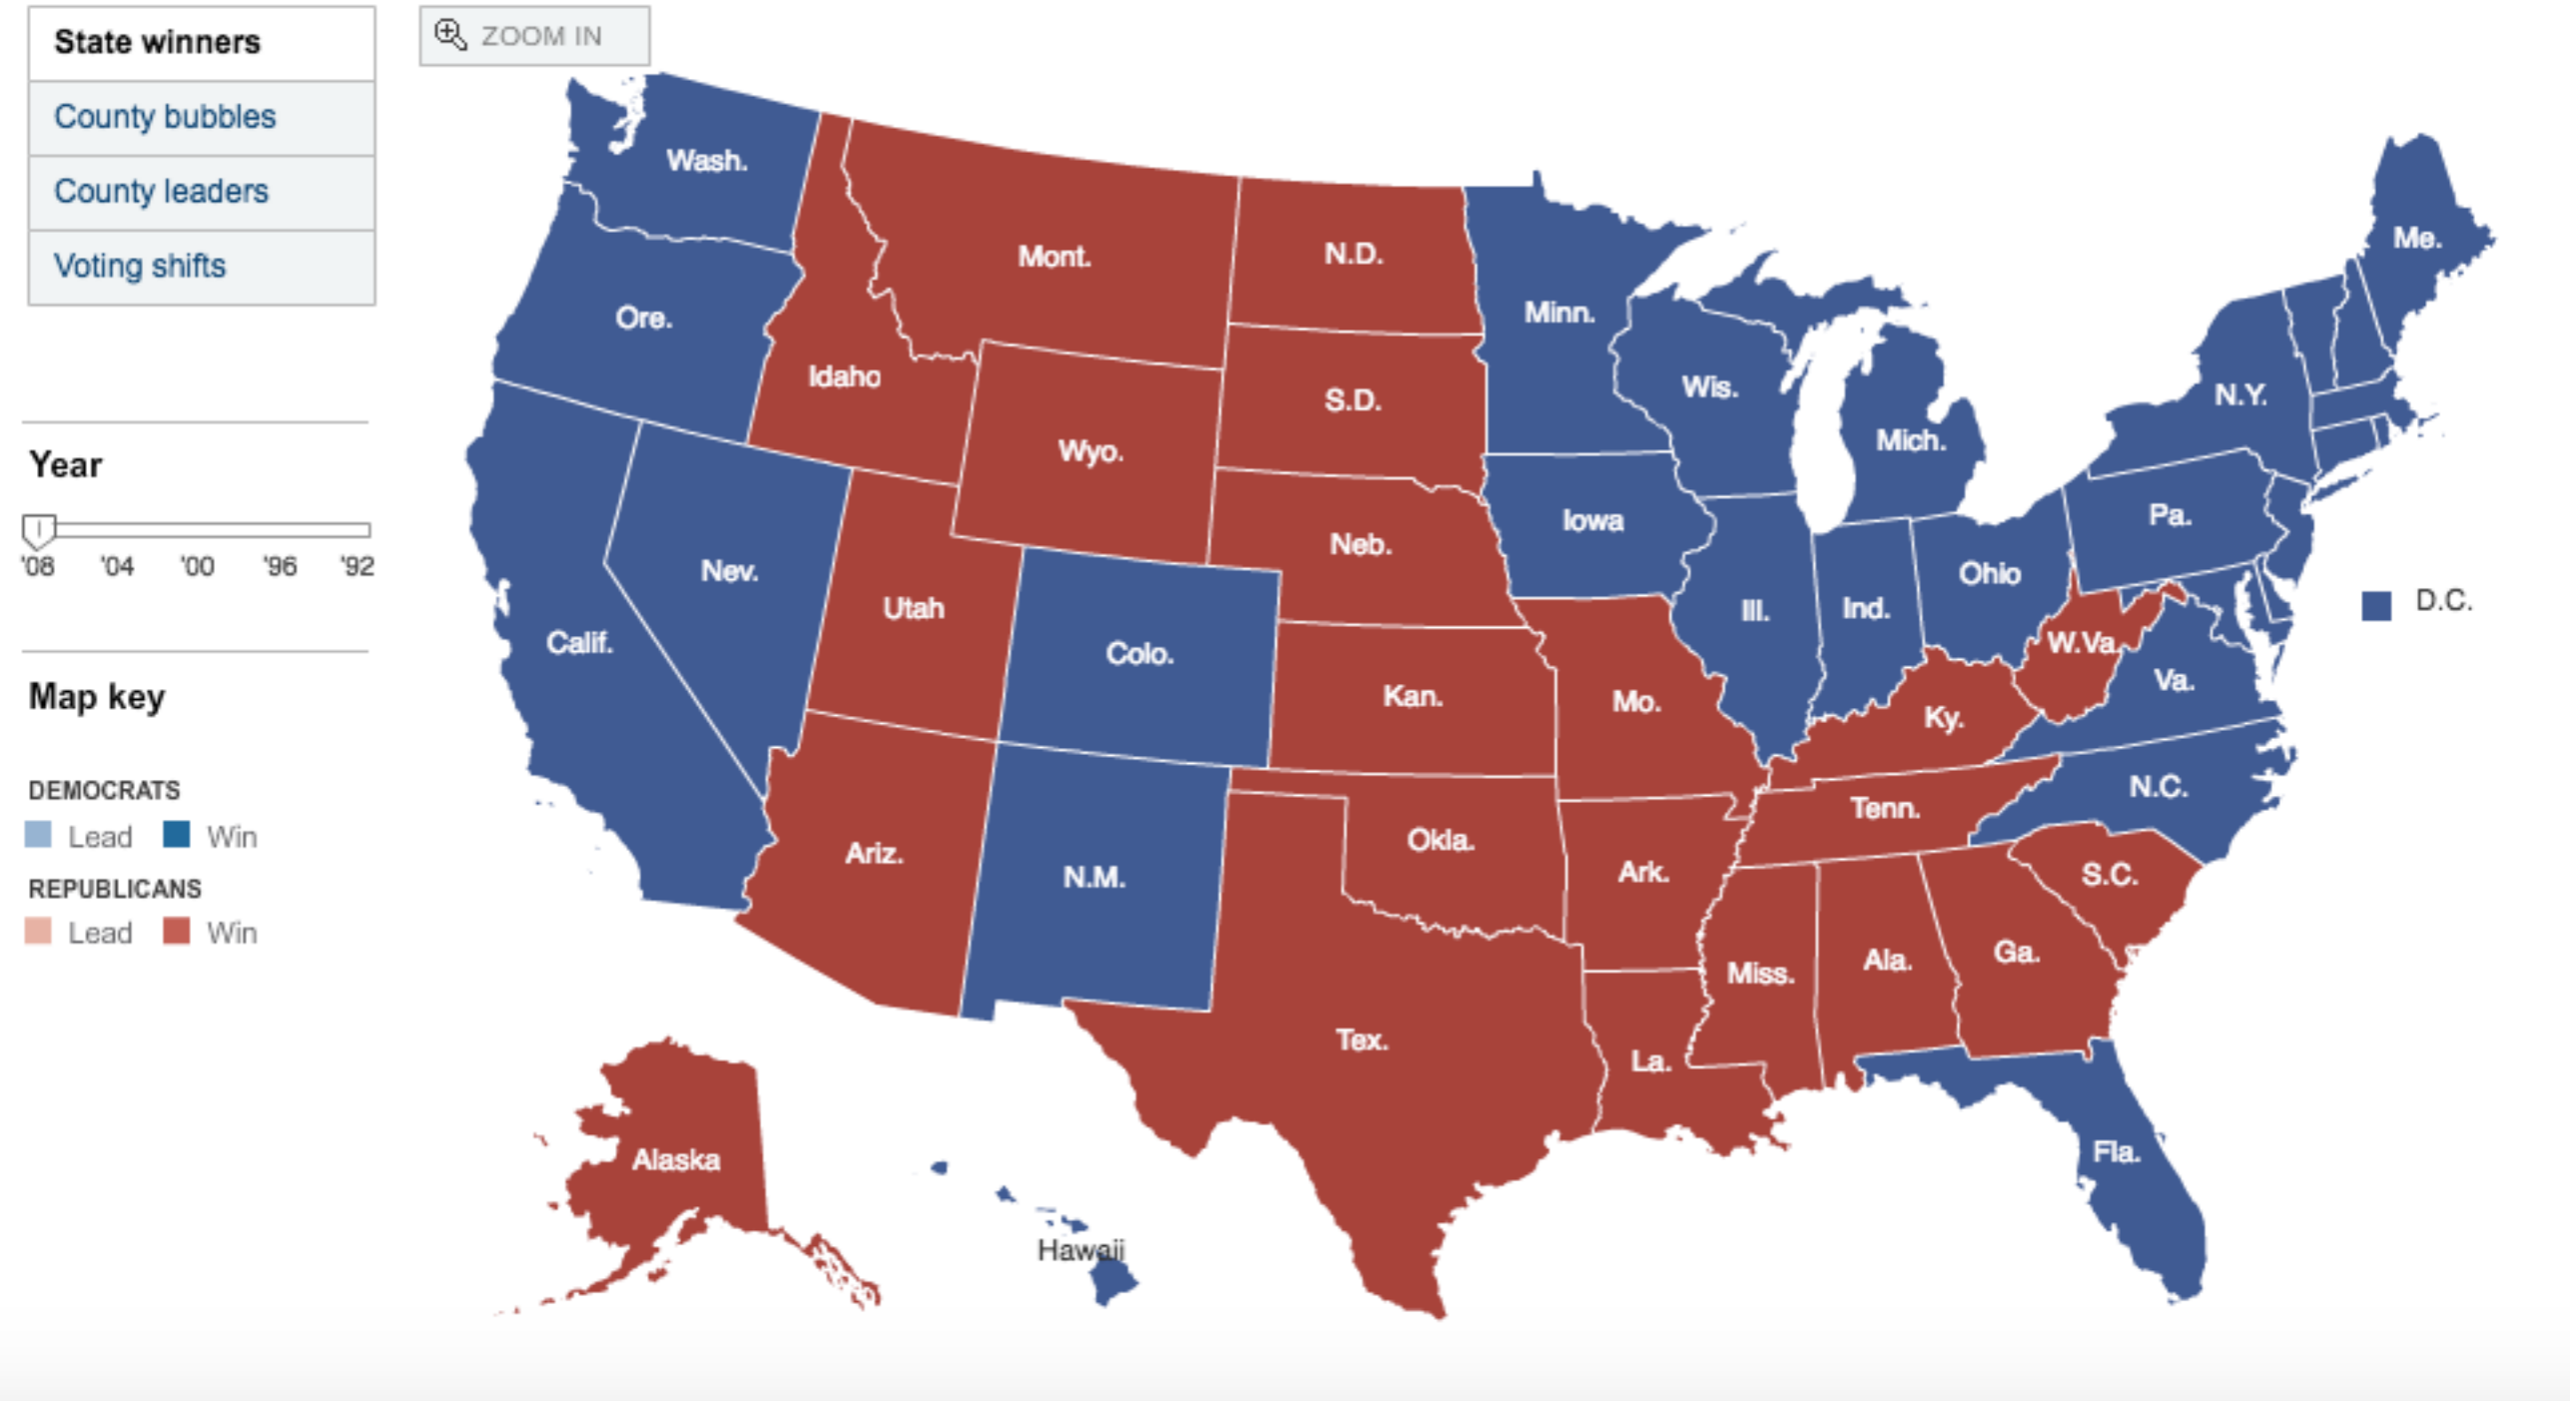 State winners
County bubbles
County leaders
Voting shifts
Year
'08 '04 '00 '96 '92
Map key
DEMOCRATS
Lead Win
REPUBLICANS
Lead Win
ZOOM IN
Wash.
Ore.
Idaho
Mont.
N.D.
Minn.
Me.
S.D.
Wis.
Mich.
N.Y.
Wyo.
Nev.
Utah
Calif.
Colo.
Neb.
Iowa
Ill.
Ind.
Ohio
Pa.
D.C.
Kan.
Mo.
Ky.
W.Va.
Va.
Ariz.
N.M.
Okla.
Ark.
Tenn.
N.C.
S.C.
Tex.
La.
Miss.
Ala.
Ga.
Fla.
Alaska
Hawaii